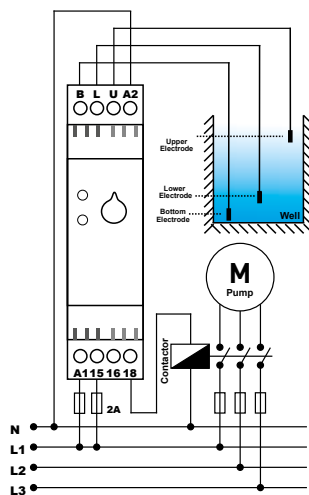 B L U A2
Upper
Electrode
Lower
Electrode
Bottom
Electrode
Well
M
Pump
Contactor
A1 15 16 18
2A
N
L1
L2
L3